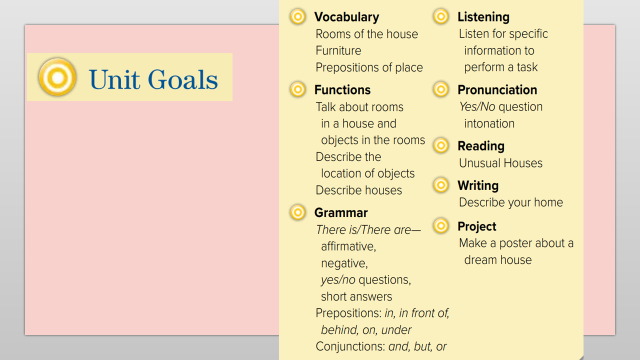 Unit Goals
Vocabulary
Rooms of the house
Furniture
Prepositions of place
Functions
Talk about rooms
in a house and
objects in the rooms
Describe the
location of objects
Describe houses
Grammar
There is/There are—
affirmative,
negative,
yes/no questions,
short answers
Prepositions: in, in front of,
behind, on, under
Conjunctions: and, but, or
Listening
Listen for specific
information to
perform a task
Pronunciation
Yes/No question
intonation
Reading
Unusual Houses
Writing
Describe your home
Project
Make a poster about a
dream house